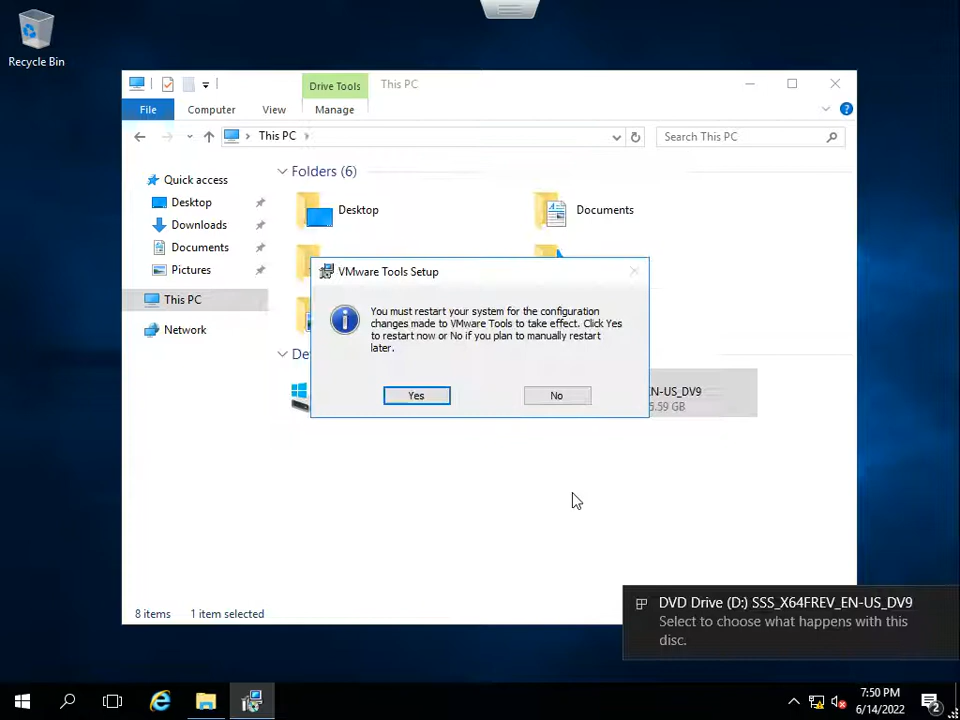 Recycle Bin
Drive Tools
This PC
File
Computer
View
Manage
This PC
Search This PC
Quick access
Desktop
Downloads
Documents
Pictures
This PC
Network
Folders (6)
Desktop
Documents
VMware Tools Setup
You must restart your system for the configuration
changes made to VMware Tools to take effect. Click Yes
to restart now or No if you plan to manually restart
later.
Yes
No
De
EN-US_DV9
5.59 GB
8 items
1 item selected
DVD Drive (D:) SSS_X64FREV_EN-US_DV9
Select to choose what happens with this
disc.
7:50 PM
6/14/2022
2